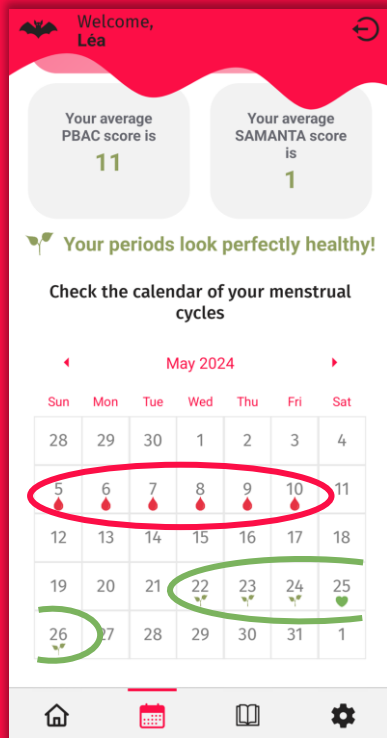 Welcome,
Léa
Your average
PBAC score is
11
Your average
SAMANTA score
is
1
Your periods look perfectly healthy!
Check the calendar of your menstrual
cycles
May 2024
Sun Mon Tue Wed Thu Fri Sat
28 29 30 1 2 3 4
5 6 7 8 9 10 11
12 13 14 15 16 17 18
19 20 21 22 23 24 25
26 27 28 29 30 31 1